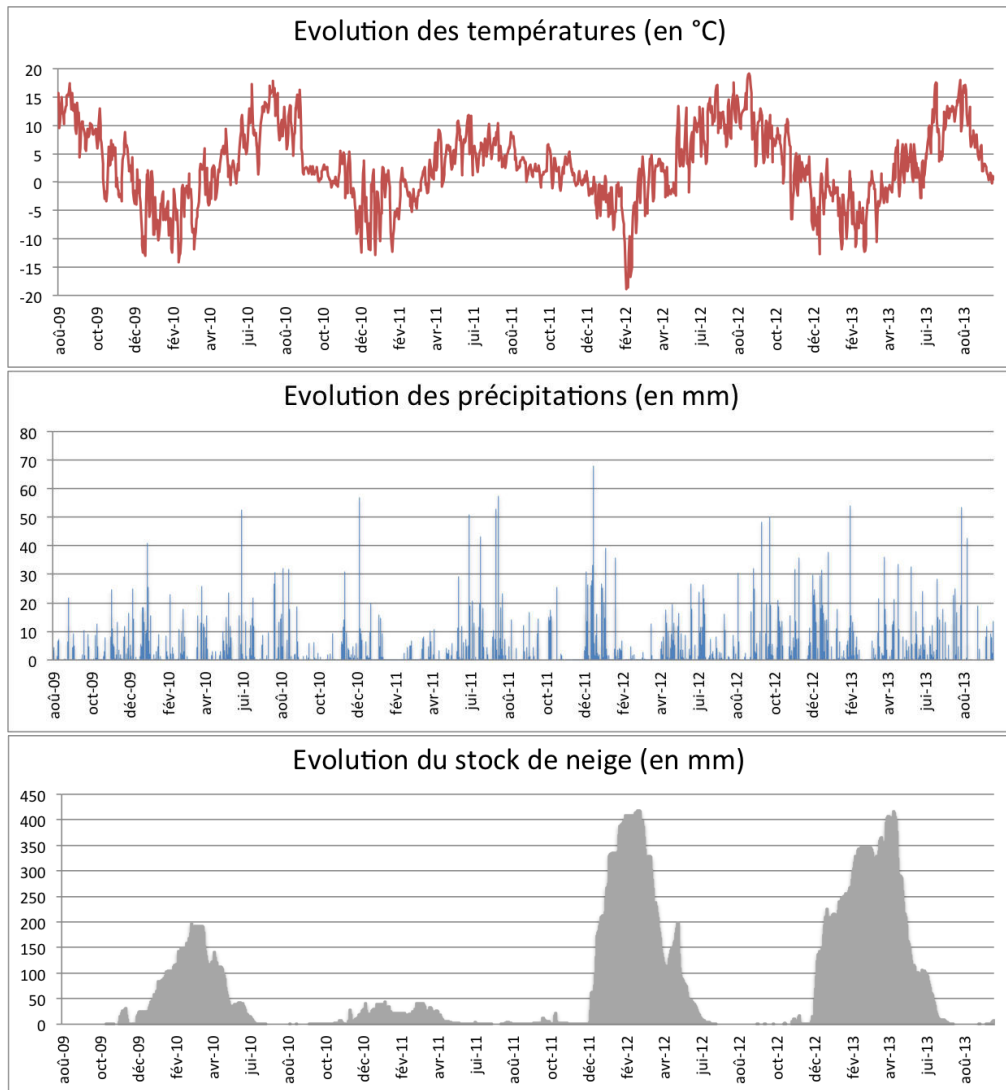 Evolution des températures (en °C)
20
15
10
5
0
-5
-10
-15
-20
aoû-09
oct-09
déc-09
fév-10
avr-10
jui-10
aoû-10
oct-10
déc-10
fév-11
avr-11
jui-11
aoû-11
oct-11
déc-11
fév-12
avr-12
jui-12
aoû-12
oct-12
déc-12
fév-13
avr-13
jui-13
aoû-13
Evolution des précipitations (en mm)
80
70
60
50
40
30
20
10
0
aoû-09
oct-09
déc-09
fév-10
avr-10
jui-10
aoû-10
oct-10
déc-10
fév-11
avr-11
jui-11
aoû-11
oct-11
déc-11
fév-12
avr-12
jui-12
aoû-12
oct-12
déc-12
fév-13
avr-13
jui-13
aoû-13
Evolution du stock de neige (en mm)
450
400
350
300
250
200
150
100
50
0
aoû-09
oct-09
déc-09
fév-10
avr-10
jui-10
aoû-10
oct-10
déc-10
fév-11
avr-11
jui-11
aoû-11
oct-11
déc-11
fév-12
avr-12
jui-12
aoû-12
oct-12
déc-12
fév-13
avr-13
jui-13
aoû-13